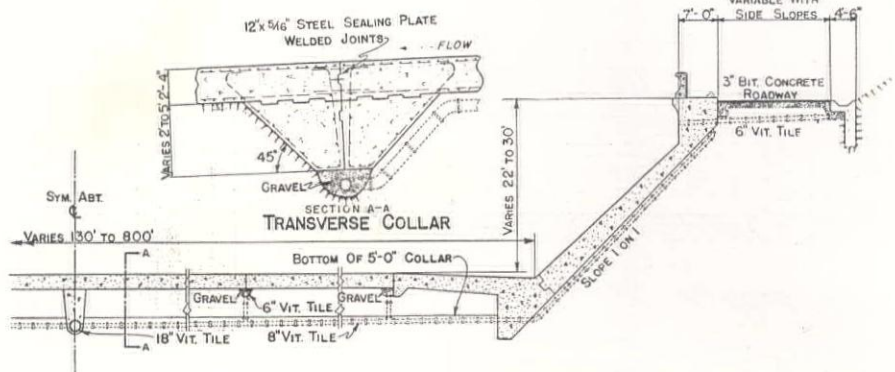 12"x 5/16" STEEL SEALING PLATE
WELDED JOINTS
FLOW
VARIABLE WITH
SIDE SLOPES
7'-0"
4'-6"
3" BIT. CONCRETE
ROADWAY
6" VIT. TILE
VARIES 2' TO 5'
2'-4"
45°
GRAVEL
SECTION A-A
TRANSVERSE COLLAR
VARIES 22' TO 30'
SYM. ABT.
℄
VARIES 130' TO 800'
A
BOTTOM OF 5'-0" COLLAR
SLOPE 1 ON 1
GRAVEL
6" VIT. TILE
GRAVEL
18" VIT. TILE
8" VIT. TILE
A